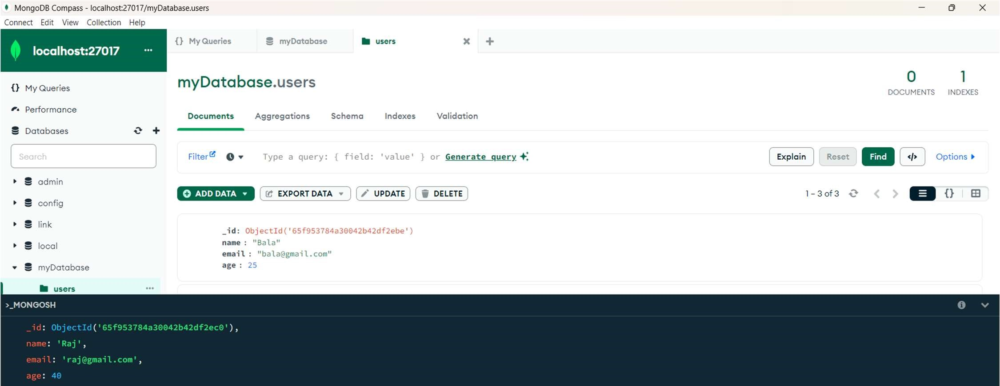 MongoDB Compass - localhost:27017/myDatabase.users
Connect Edit View Collection Help
localhost:27017 ...
{} My Queries
myDatabase
users
My Queries
Performance
Databases
Search
admin
config
link
local
myDatabase
users ...
myDatabase.users
0
DOCUMENTS
1
INDEXES
Documents Aggregations Schema Indexes Validation
Filter Type a query: { field: 'value' } or Generate query Explain Reset Find </> Options
ADD DATA EXPORT DATA UPDATE DELETE 1 – 3 of 3 {}
_id: ObjectId('65f953784a30042b42df2ebe')
name : "Bala"
email : "bala@gmail.com"
age : 25
>_MONGOSH
_id: ObjectId('65f953784a30042b42df2ec0'),
name: 'Raj',
email: 'raj@gmail.com',
age: 40